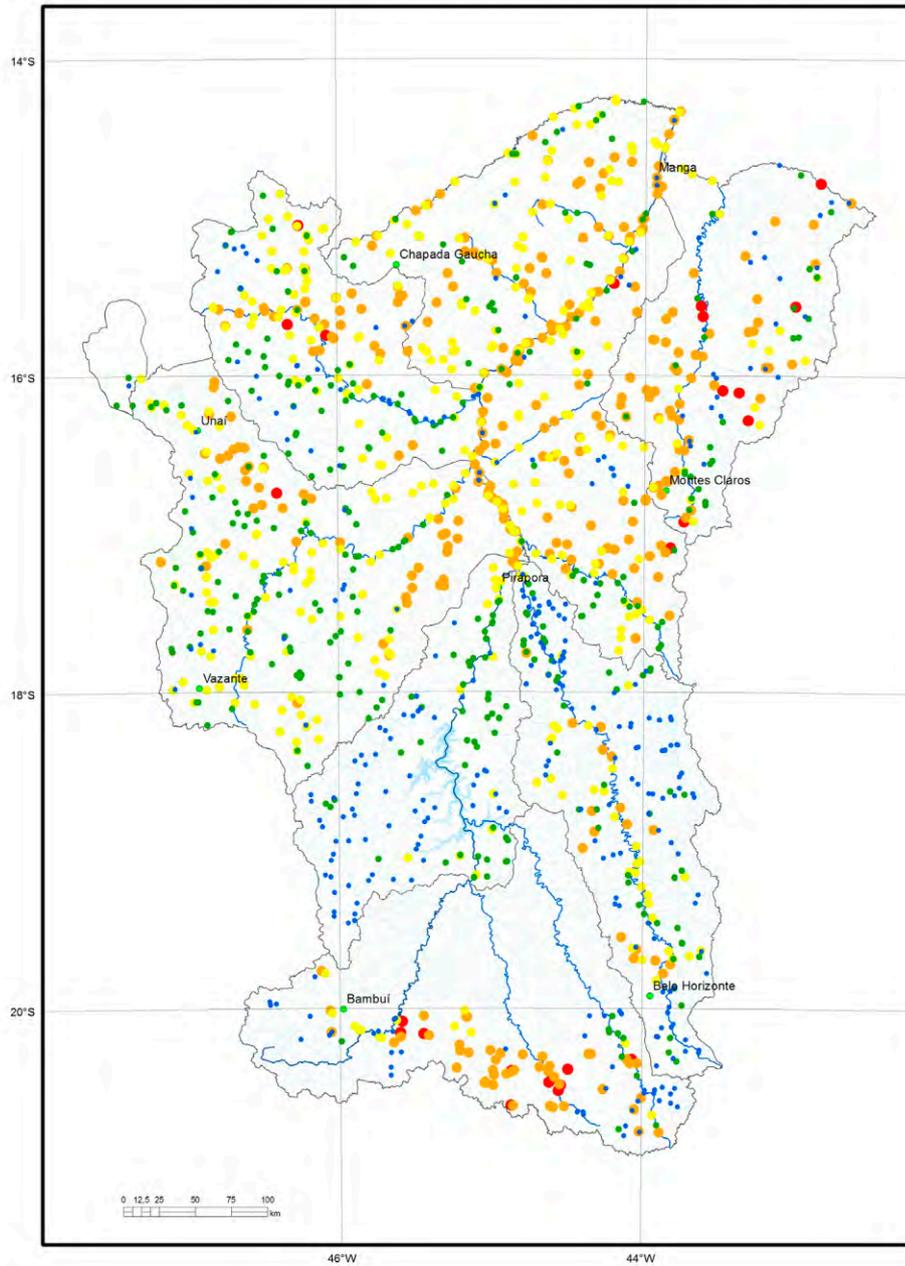 14°S
Manga
Chapada Gaucha
16°S
Unaí
Montes Claros
Pirapora
Vazante
18°S
Belo Horizonte
Bambuí
20°S
0 12,5 25 50 75 100
km
46°W 44°W